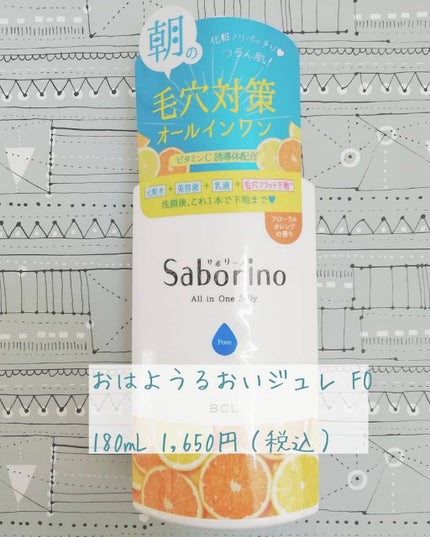 朝の
化粧ノリバッチリ♥
つるん肌！
毛穴対策
オールインワン
ビタミンC誘導体配合
化粧水 + 美容液 + 乳液 + 毛穴フラット下地
洗顔後、これ1本で下地まで♥
フローラル
オレンジ
の香り
サボリーノ
Saborino
All in One Jelly
Pore
おはようるおいジュレ FO
BCL
180mL 1,650円（税込）